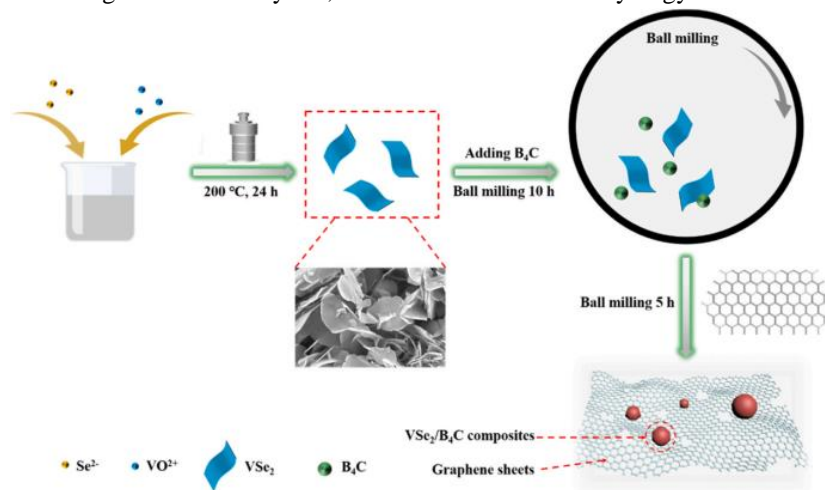 Ball milling
200 °C, 24 h
Adding B₄C
Ball milling 10 h
Ball milling 5 h
VSe₂/B₄C composites
Graphene sheets
Se²⁻
VO²⁺
VSe₂
B₄C